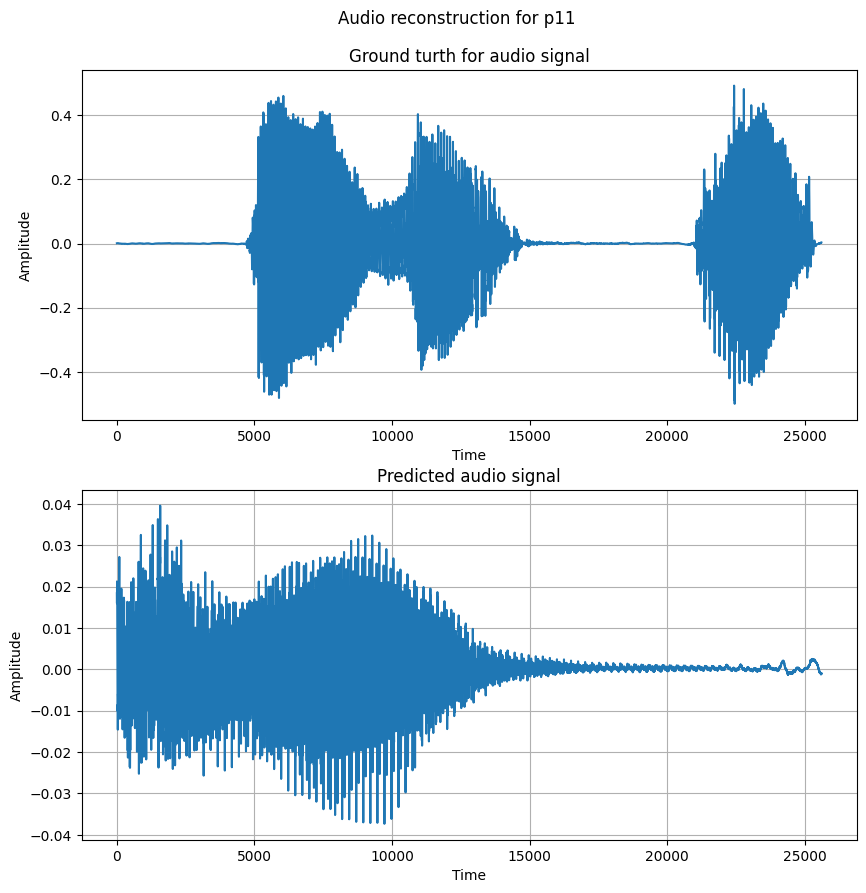 Audio reconstruction for p11
Ground turth for audio signal
0.4
0.2
0.0
−0.2
−0.4
Amplitude
0 5000 10000 15000 20000 25000
Time
Predicted audio signal
0.04
0.03
0.02
0.01
0.00
−0.01
−0.02
−0.03
−0.04
Amplitude
0 5000 10000 15000 20000 25000
Time